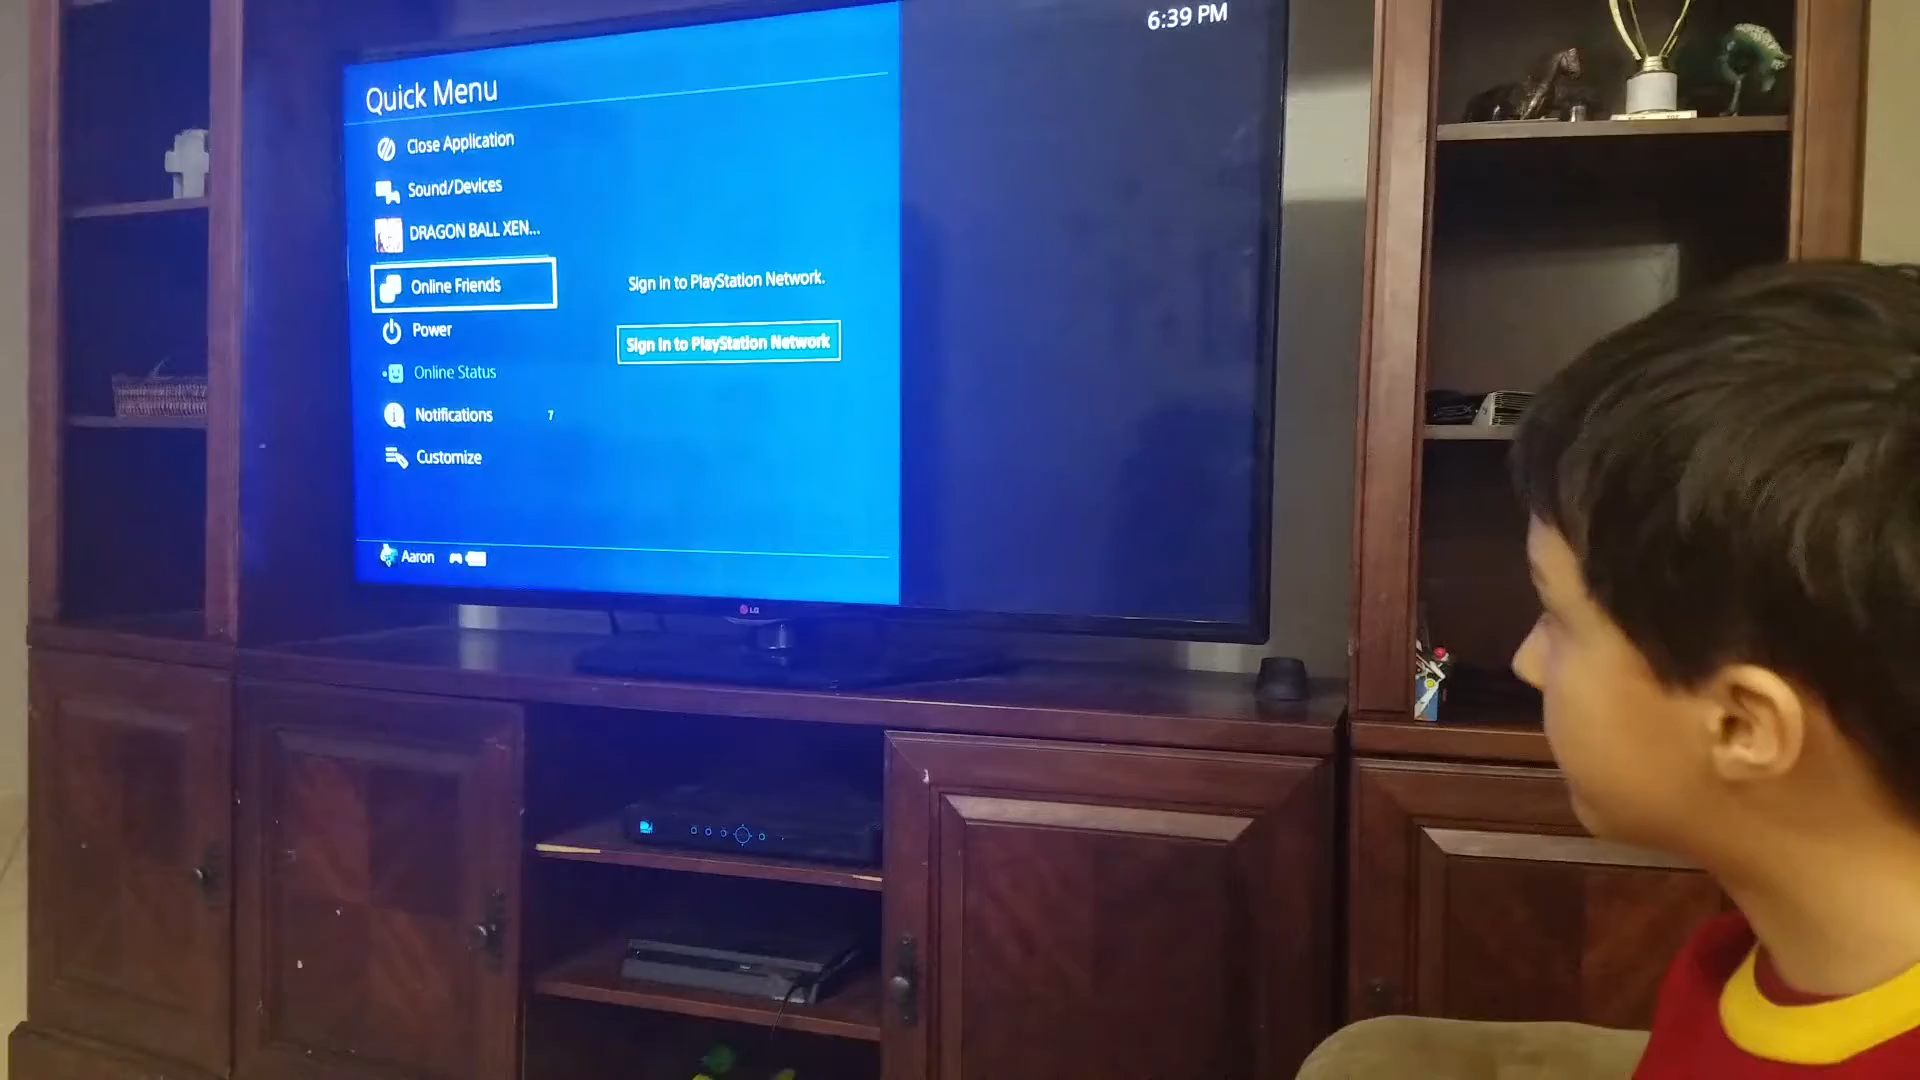 6:39 PM
Quick Menu
Close Application
Sound/Devices
DRAGON BALL XEN...
Online Friends
Sign in to PlayStation Network.
Power
Sign in to PlayStation Network
Online Status
Notifications 7
Customize
Aaron
LG